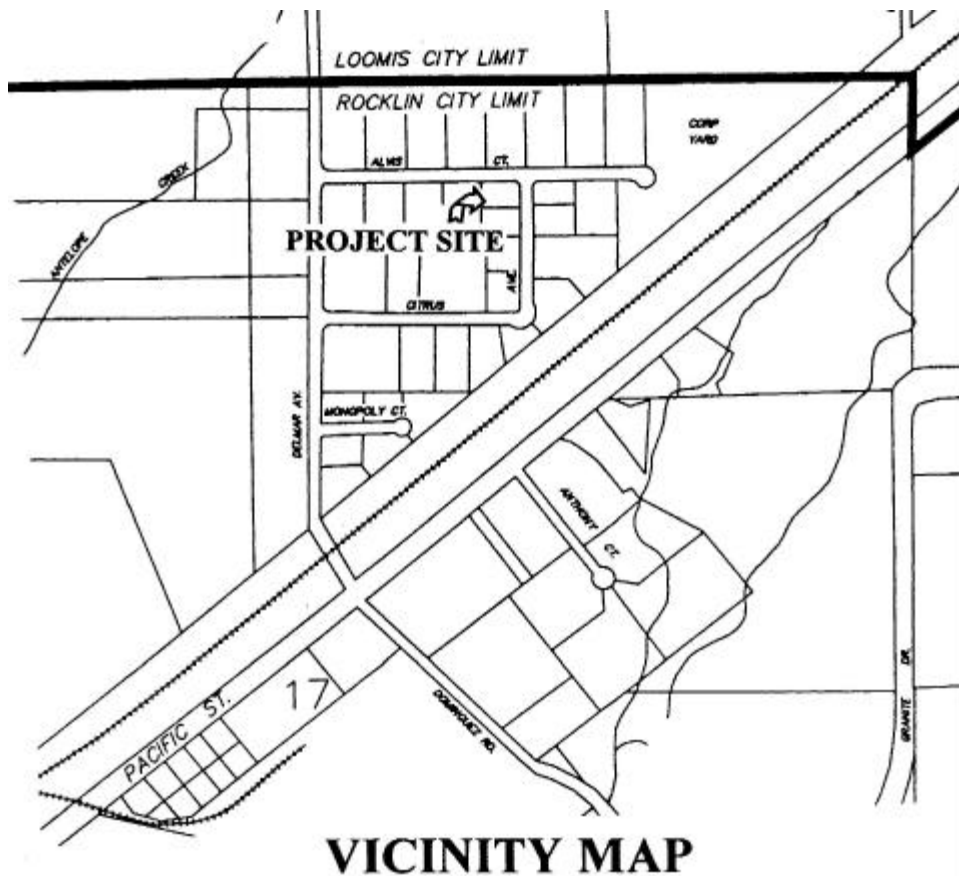 LOOMIS CITY LIMIT
ROCKLIN CITY LIMIT
CORP
YARD
ALVIS CT.
CREEK
ANTELOPE
PROJECT SITE
AVE.
CITRUS
MONOPOLY CT.
DELMAR AV.
ANTHONY
CT.
GRANITE DR.
17
PACIFIC ST.
DOMINGUEZ RD.
VICINITY MAP